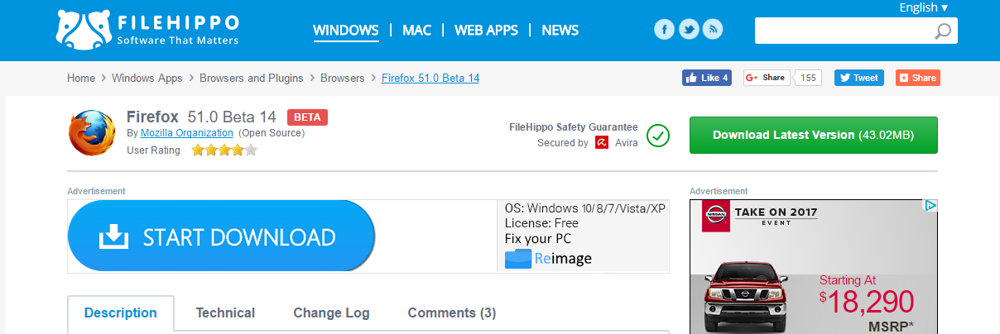 FILEHIPPO
Software That Matters
WINDOWS | MAC | WEB APPS | NEWS
English ▾
Home > Windows Apps > Browsers and Plugins > Browsers > Firefox 51.0 Beta 14
Like 4
G+ Share 155
Tweet
Share
Firefox 51.0 Beta 14 BETA
By Mozilla Organization (Open Source)
User Rating
FileHippo Safety Guarantee
Secured by Avira
Download Latest Version (43.02MB)
Advertisement
START DOWNLOAD
OS: Windows 10/8/7/Vista/XP
License: Free
Fix your PC
Reimage
Advertisement
NISSAN
TAKE ON 2017
EVENT
Starting At
$18,290
MSRP*
Description
Technical
Change Log
Comments (3)